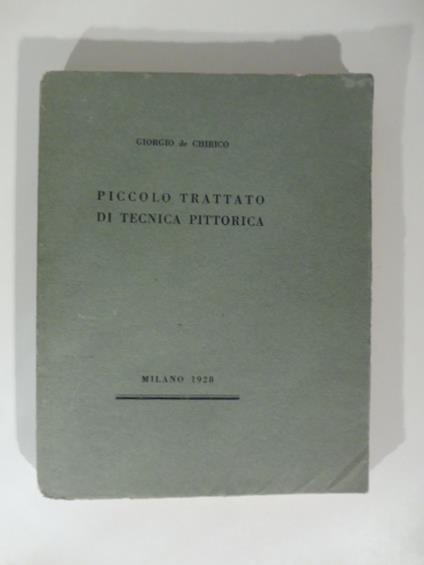 GIORGIO de CHIRICO
PICCOLO TRATTATO
DI TECNICA PITTORICA
MILANO 1928